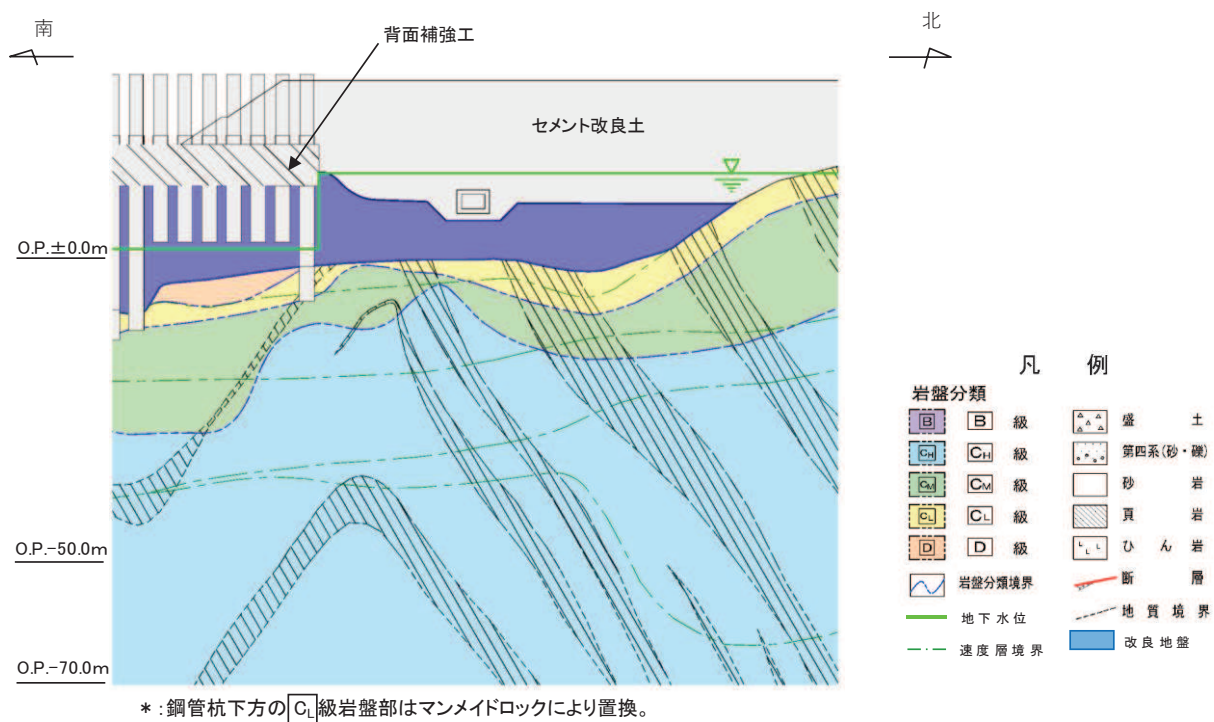 南
北
背面補強工
セメント改良土
O.P.±0.0m
O.P.-50.0m
O.P.-70.0m
*:鋼管杭下方のCL級岩盤部はマンメイドロックにより置換。
凡 例
岩盤分類
B B 級
CH CH 級
CM CM 級
CL CL 級
D D 級
岩盤分類境界
地下水位
速度層境界
盛土
第四系(砂・礫)
砂岩
頁岩
ひん岩
断層
地質境界
改良地盤